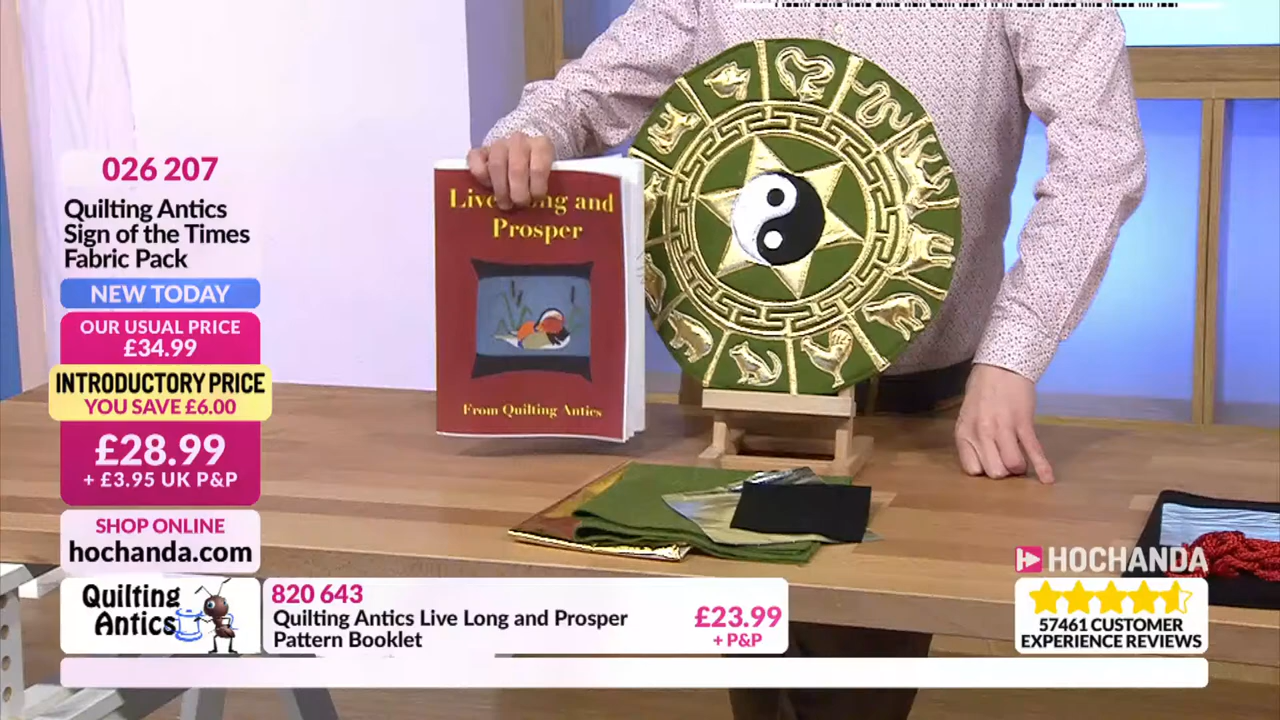 026 207
Quilting Antics
Sign of the Times
Fabric Pack
NEW TODAY
OUR USUAL PRICE
£34.99
INTRODUCTORY PRICE
YOU SAVE £6.00
£28.99
+ £3.95 UK P&P
SHOP ONLINE
hochanda.com
Live Long and
Prosper
From Quilting Antics
Quilting
Antics
820 643
Quilting Antics Live Long and Prosper
Pattern Booklet
£23.99
+ P&P
HOCHANDA
57461 CUSTOMER
EXPERIENCE REVIEWS